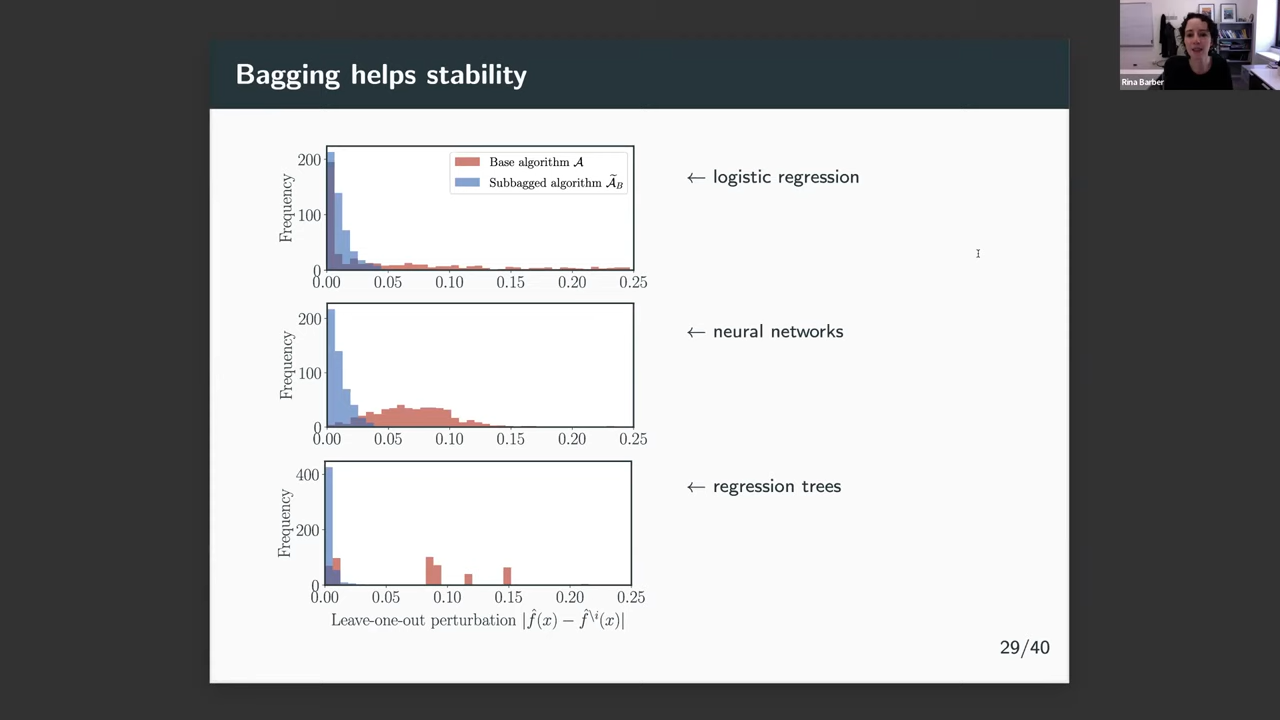 Bagging helps stability
Rina Barber
200
100
0
Frequency
Base algorithm 𝒜
Subbagged algorithm 𝒜̃_B
0.00 0.05 0.10 0.15 0.20 0.25
← logistic regression
200
100
0
Frequency
0.00 0.05 0.10 0.15 0.20 0.25
← neural networks
400
200
0
Frequency
0.00 0.05 0.10 0.15 0.20 0.25
← regression trees
Leave-one-out perturbation |f̂(x) − f̂^{\i}(x)|
29/40